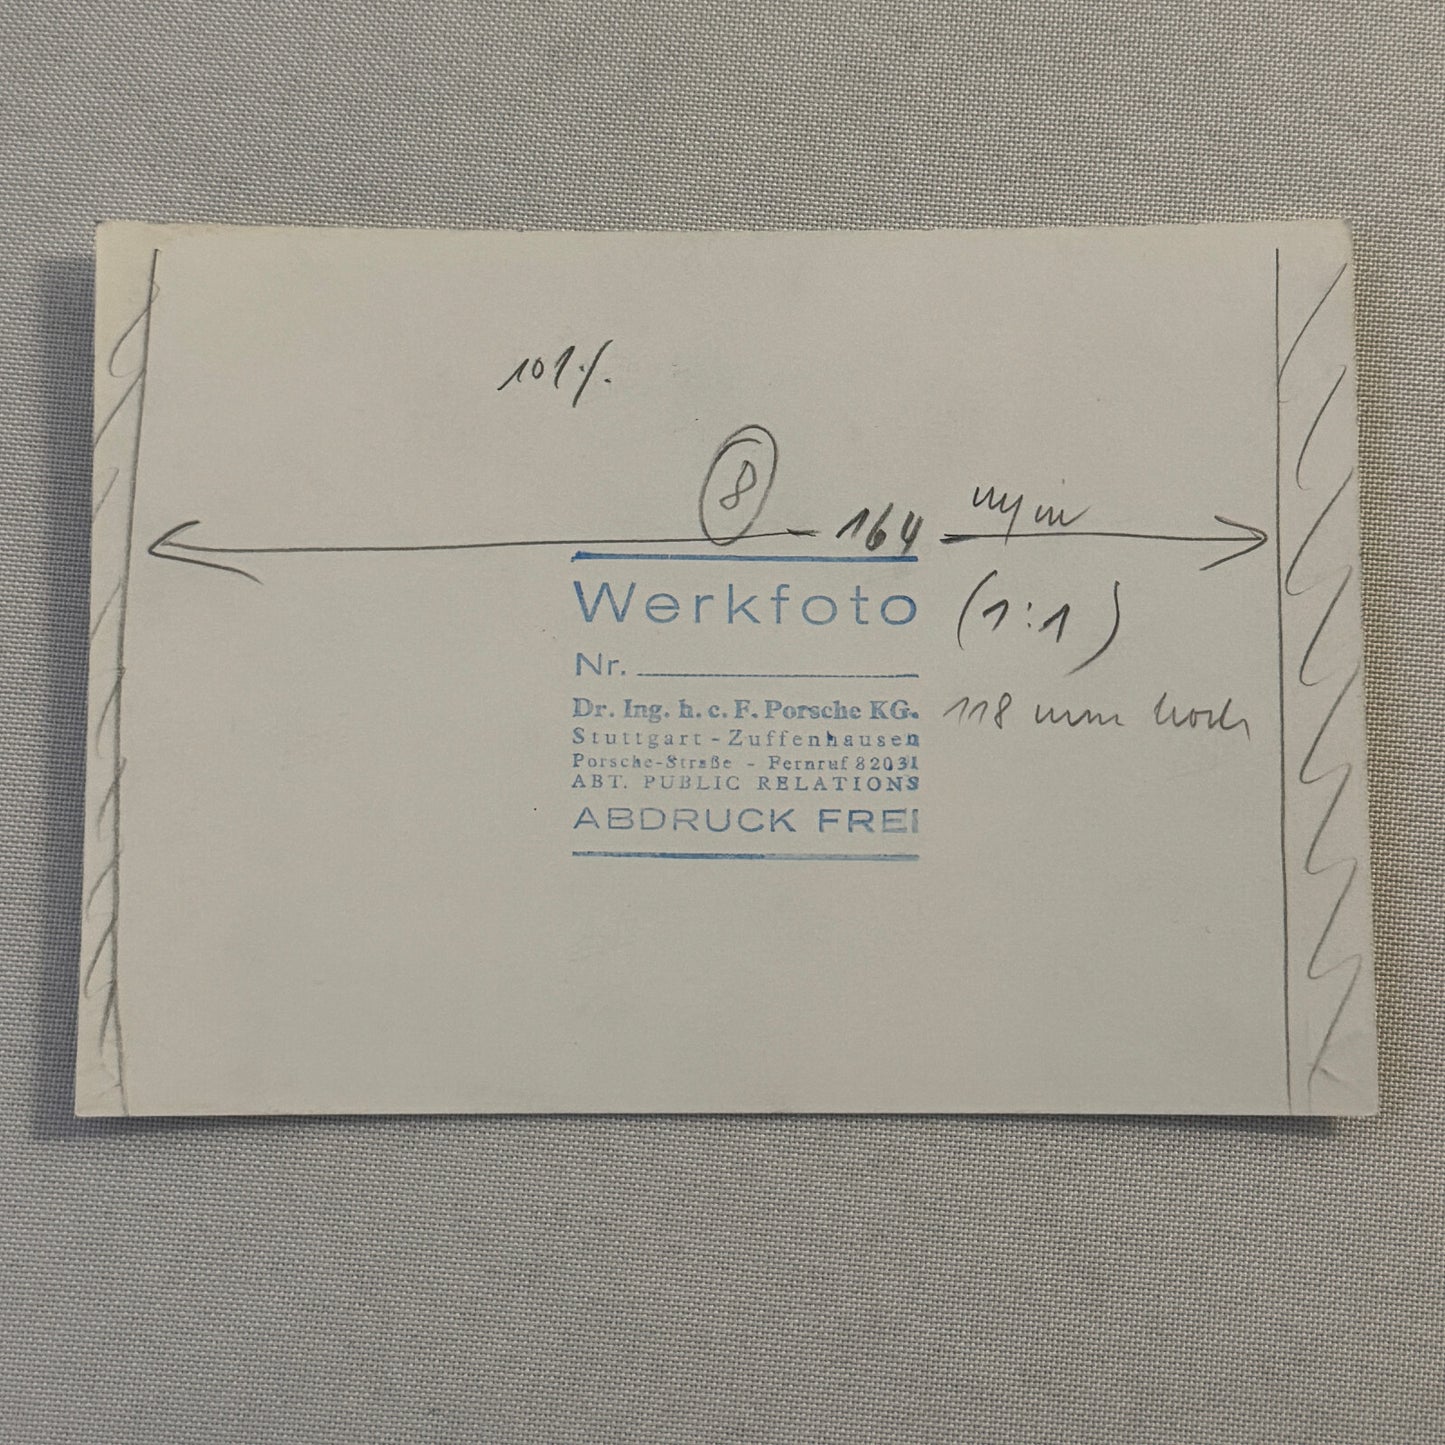 101%.
8
164 mm
Werkfoto
(1:1)
Nr.
Dr. Ing. h. c. F. Porsche KG.
118 mm hoch
Stuttgart - Zuffenhausen
Porsche-Straße - Fernruf 82031
ABT. PUBLIC RELATIONS
ABDRUCK FREI